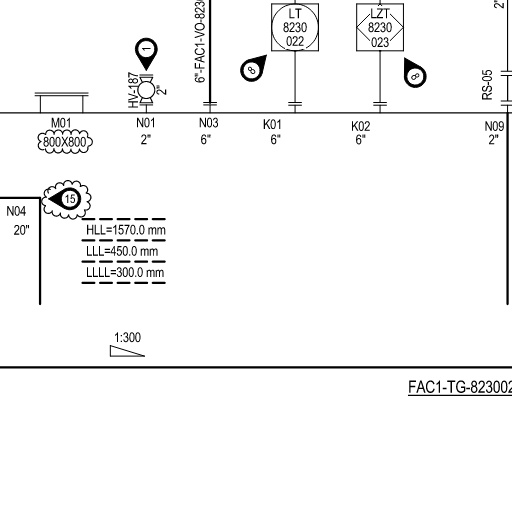 2"
LT
8230
022
LZT
8230
023
6"-FAC1-VO-823
1
HV-187
2"
8
8
RS-05
M01
800X800
N01
2"
N03
6"
K01
6"
K02
6"
N09
2"
15
N04
20"
HLL=1570.0 mm
LLL=450.0 mm
LLLL=300.0 mm
1:300
FAC1-TG-823002